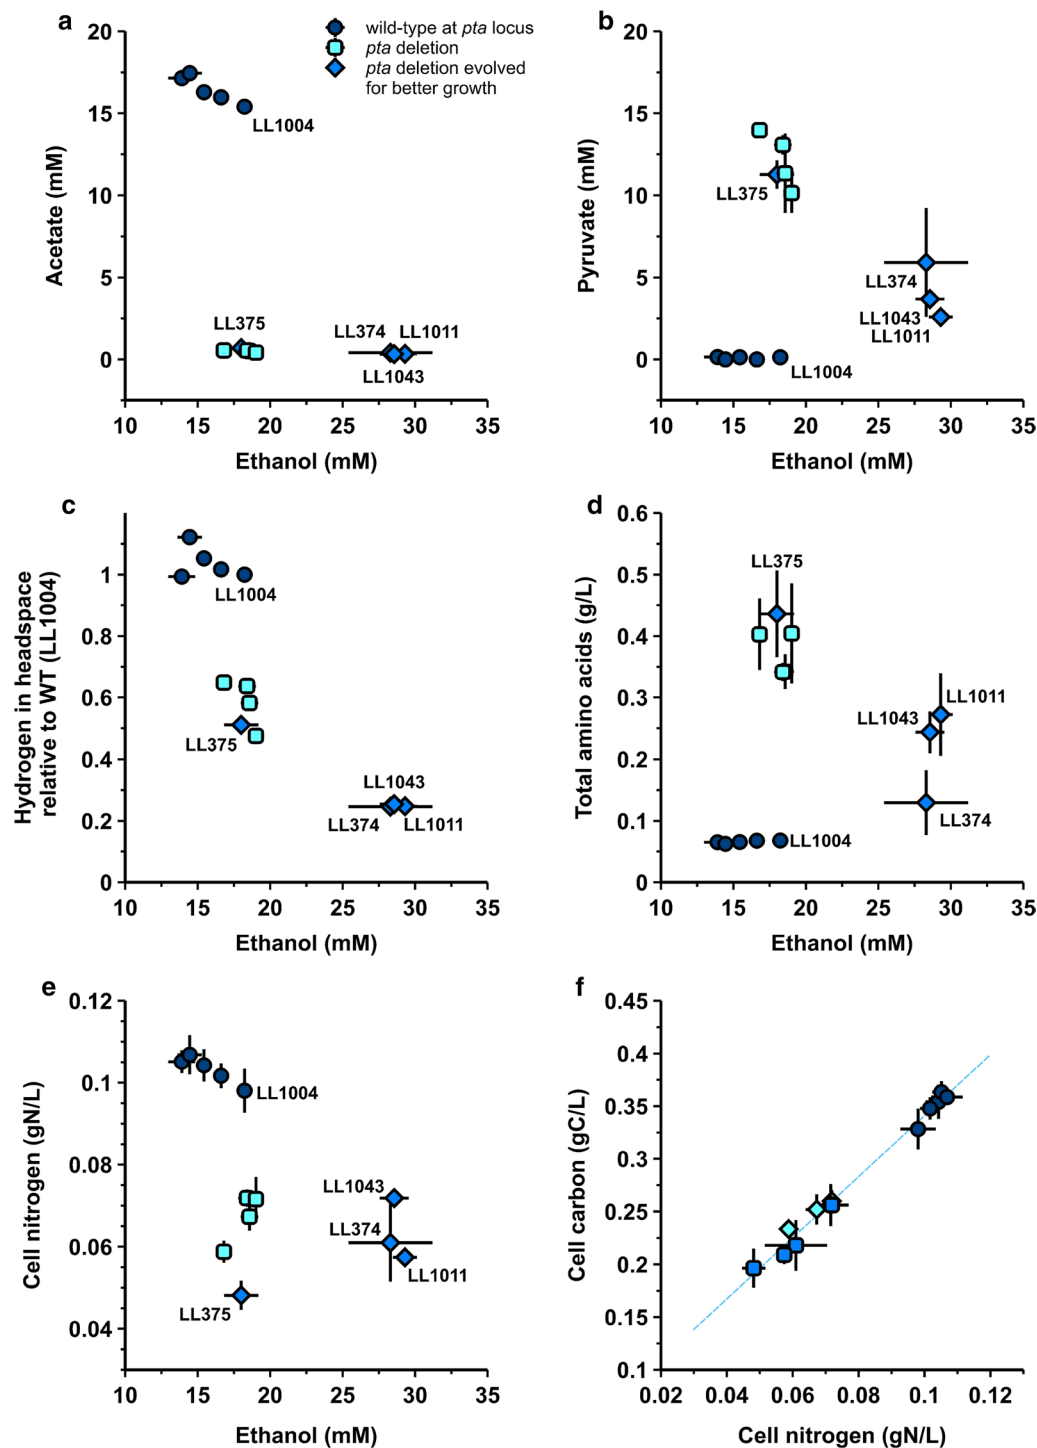 a
wild-type at pta locus
pta deletion
pta deletion evolved
for better growth
20
15
10
5
0
Acetate (mM)
LL1004
LL375
LL374
LL1011
LL1043
10
15
20
25
30
35
Ethanol (mM)
b
20
15
10
5
0
Pyruvate (mM)
LL375
LL374
LL1043
LL1011
LL1004
10
15
20
25
30
35
Ethanol (mM)
c
1
0.8
0.6
0.4
0.2
0
Hydrogen in headspace
relative to WT (LL1004)
LL1004
LL375
LL1043
LL374
LL1011
10
15
20
25
30
35
Ethanol (mM)
d
0.6
0.5
0.4
0.3
0.2
0.1
0
Total amino acids (g/L)
LL375
LL1011
LL1043
LL374
LL1004
10
15
20
25
30
35
Ethanol (mM)
e
0.12
0.1
0.08
0.06
0.04
Cell nitrogen (gN/L)
LL1004
LL1043
LL374
LL1011
LL375
10
15
20
25
30
35
Ethanol (mM)
f
0.45
0.4
0.35
0.3
0.25
0.2
0.15
0.1
Cell carbon (gC/L)
0.02
0.04
0.06
0.08
0.1
0.12
Cell nitrogen (gN/L)